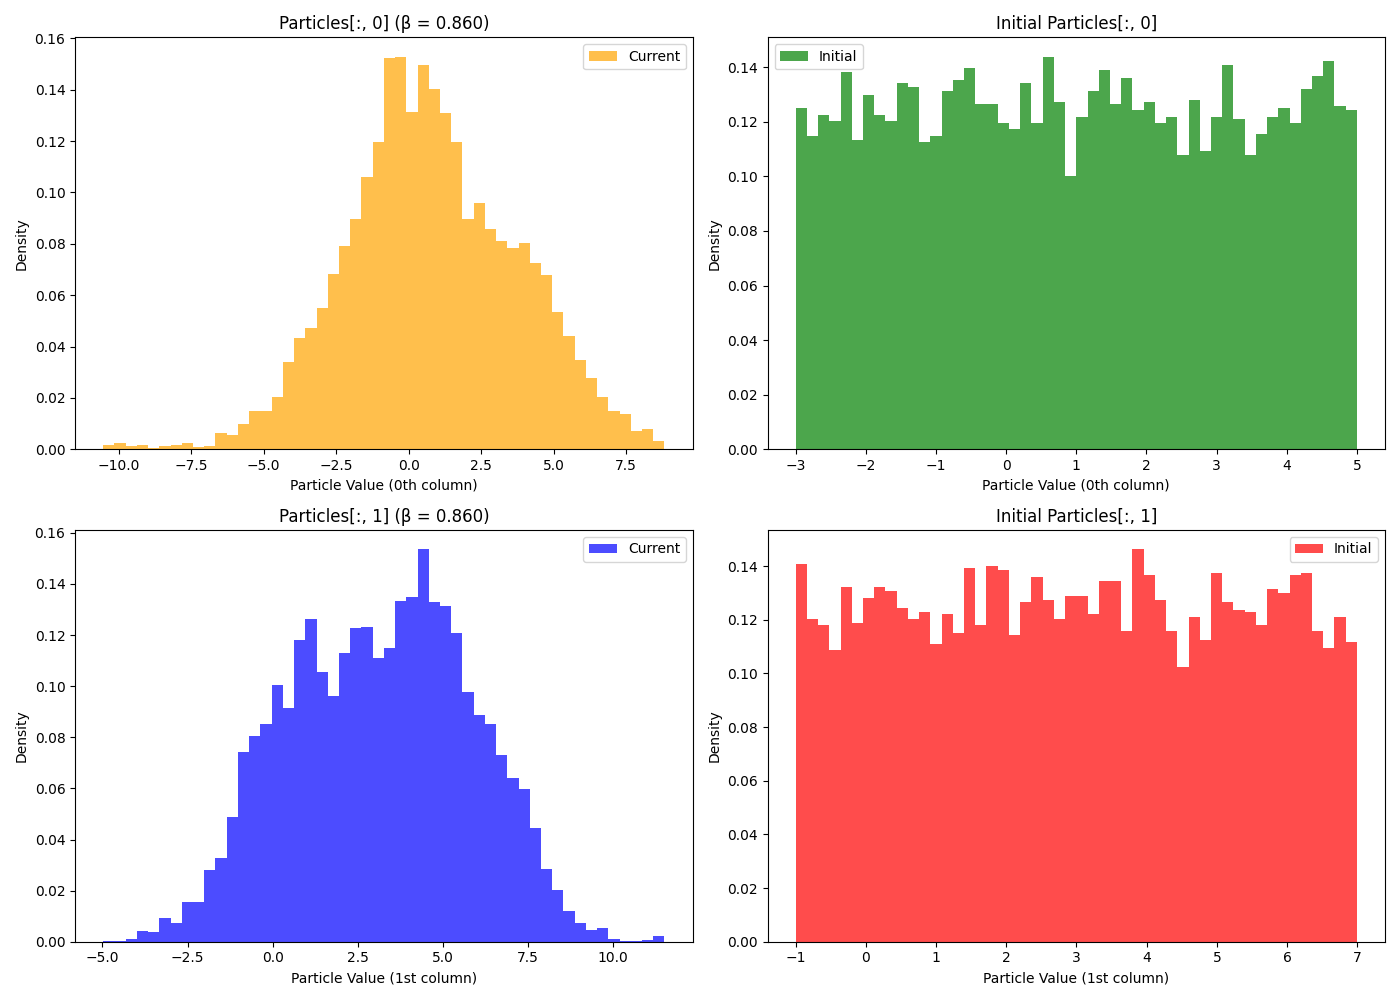 Particles[:, 0] (β = 0.860)
Density
0.16
0.14
0.12
0.10
0.08
0.06
0.04
0.02
0.00
Current
−10.0 −7.5 −5.0 −2.5 0.0 2.5 5.0 7.5
Particle Value (0th column)
Initial Particles[:, 0]
Density
0.14
0.12
0.10
0.08
0.06
0.04
0.02
0.00
Initial
−3 −2 −1 0 1 2 3 4 5
Particle Value (0th column)
Particles[:, 1] (β = 0.860)
Density
0.16
0.14
0.12
0.10
0.08
0.06
0.04
0.02
0.00
Current
−5.0 −2.5 0.0 2.5 5.0 7.5 10.0
Particle Value (1st column)
Initial Particles[:, 1]
Density
0.14
0.12
0.10
0.08
0.06
0.04
0.02
0.00
Initial
−1 0 1 2 3 4 5 6 7
Particle Value (1st column)